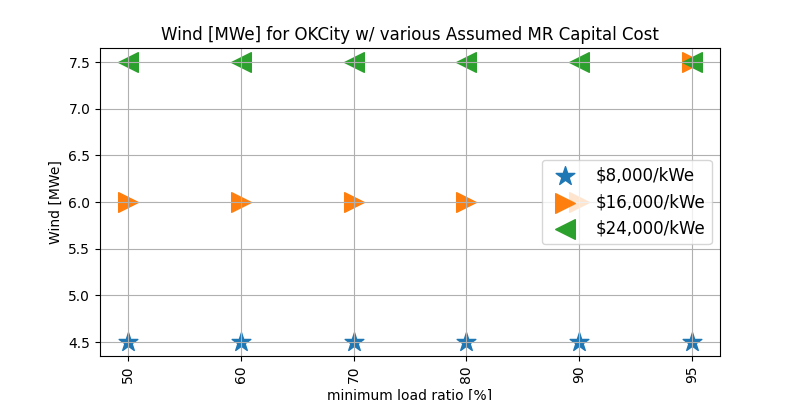 Wind [MWe] for OKCity w/ various Assumed MR Capital Cost
Wind [MWe]
7.5
7.0
6.5
6.0
5.5
5.0
4.5
$8,000/kWe
$16,000/kWe
$24,000/kWe
50
60
70
80
90
95
minimum load ratio [%]